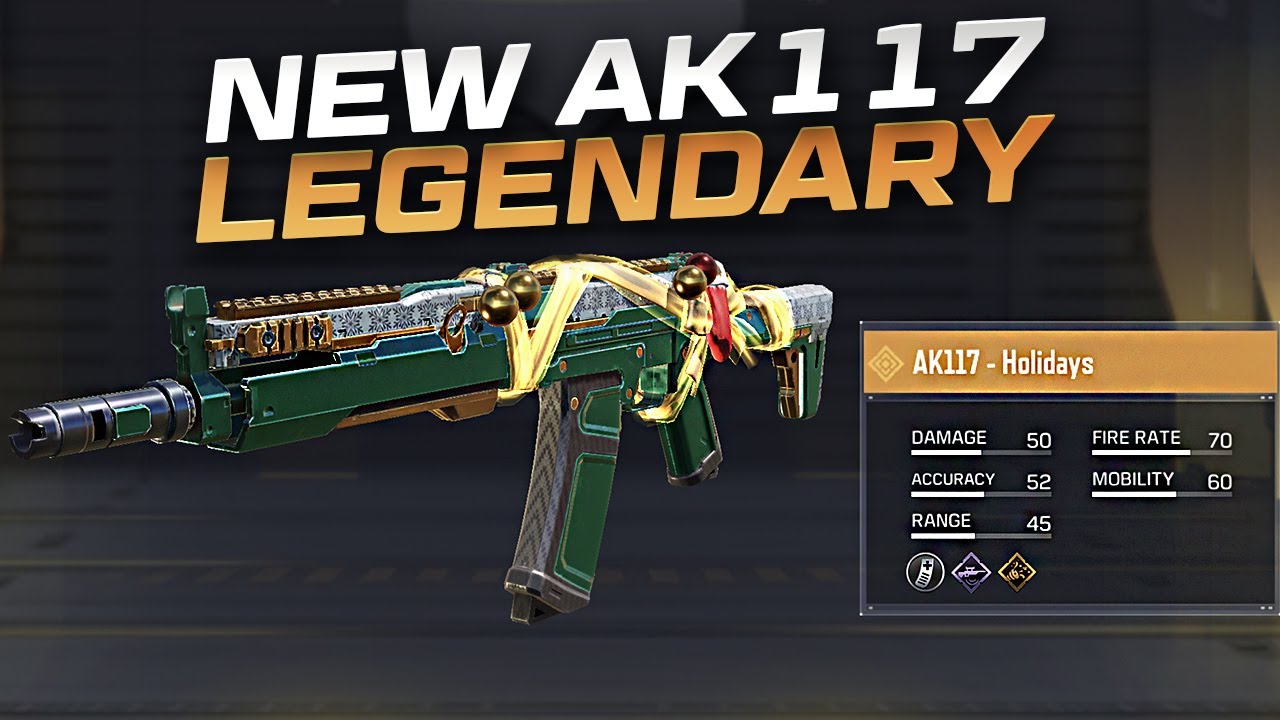 NEW AK117
LEGENDARY
AK117 - Holidays
DAMAGE 50 FIRE RATE 70
ACCURACY 52 MOBILITY 60
RANGE 45